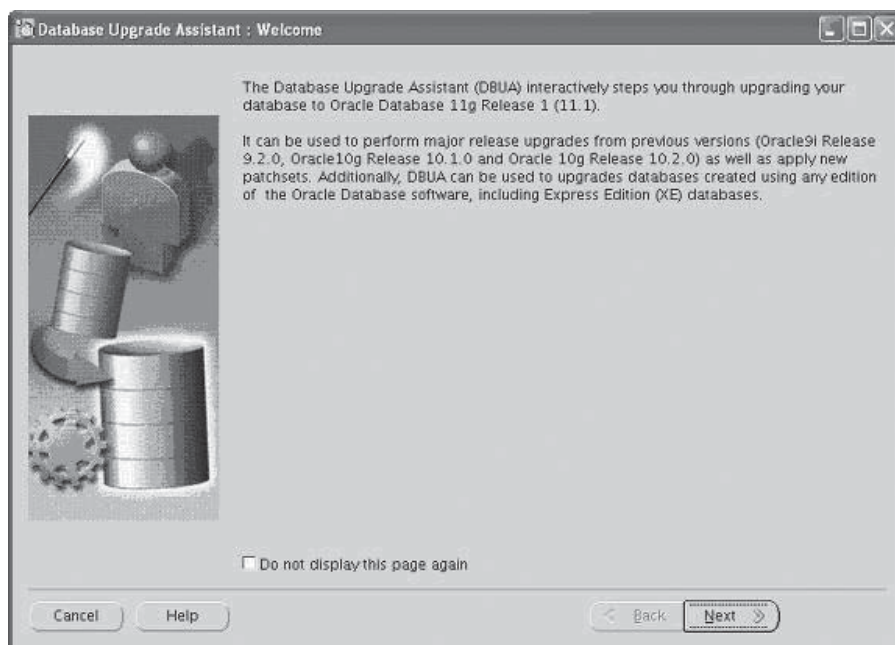 Database Upgrade Assistant : Welcome
The Database Upgrade Assistant (DBUA) interactively steps you through upgrading your
database to Oracle Database 11g Release 1 (11.1).
It can be used to perform major release upgrades from previous versions (Oracle9i Release
9.2.0, Oracle10g Release 10.1.0 and Oracle 10g Release 10.2.0) as well as apply new
patchsets. Additionally, DBUA can be used to upgrades databases created using any edition
of the Oracle Database software, including Express Edition (XE) databases.
Do not display this page again
Cancel Help Back Next